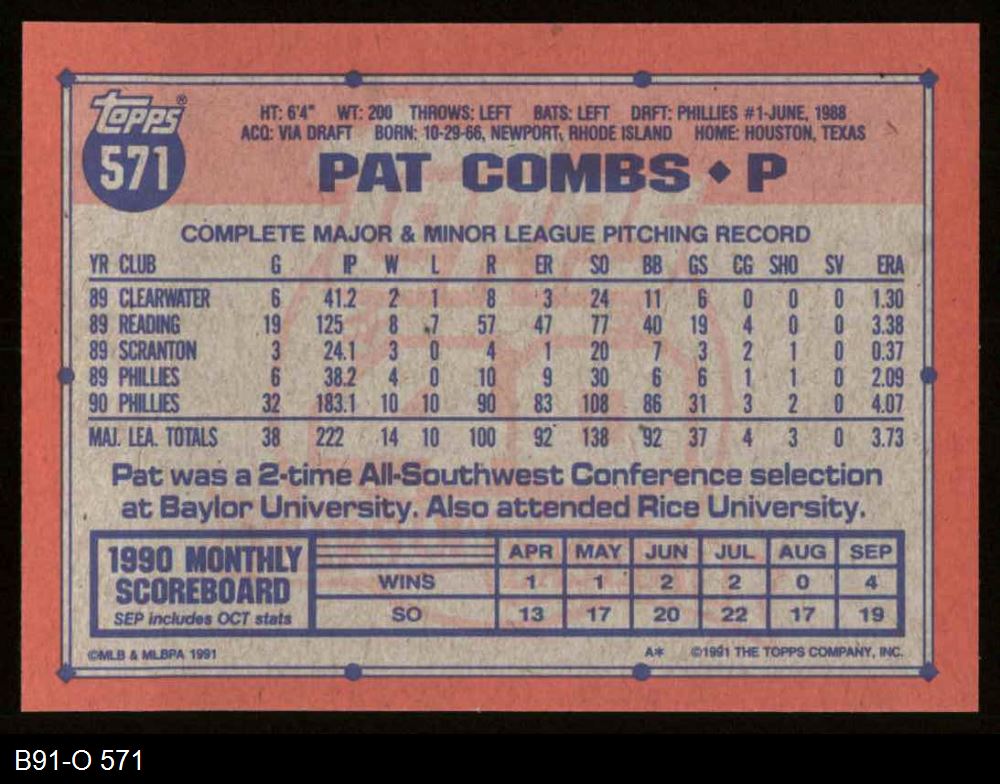 Topps®
571
HT: 6'4" WT: 200 THROWS: LEFT BATS: LEFT DRFT: PHILLIES #1-JUNE, 1988
ACQ: VIA DRAFT BORN: 10-29-66, NEWPORT, RHODE ISLAND HOME: HOUSTON, TEXAS
PAT COMBS ♦ P
COMPLETE MAJOR & MINOR LEAGUE PITCHING RECORD
YR CLUB G IP W L R ER SO BB GS CG SHO SV ERA
89 CLEARWATER 6 41.2 2 1 8 3 24 11 6 0 0 0 1.30
89 READING 19 125 8 7 57 47 77 40 19 4 0 0 3.38
89 SCRANTON 3 24.1 3 0 4 1 20 7 3 2 1 0 0.37
89 PHILLIES 6 38.2 4 0 10 9 30 6 6 1 1 0 2.09
90 PHILLIES 32 183.1 10 10 90 83 108 86 31 3 2 0 4.07
MAJ. LEA. TOTALS 38 222 14 10 100 92 138 92 37 4 3 0 3.73
Pat was a 2-time All-Southwest Conference selection
at Baylor University. Also attended Rice University.
1990 MONTHLY
SCOREBOARD
SEP includes OCT stats
APR MAY JUN JUL AUG SEP
WINS 1 1 2 2 0 4
SO 13 17 20 22 17 19
©MLB & MLBPA 1991 A* ©1991 THE TOPPS COMPANY, INC.
B91-O 571